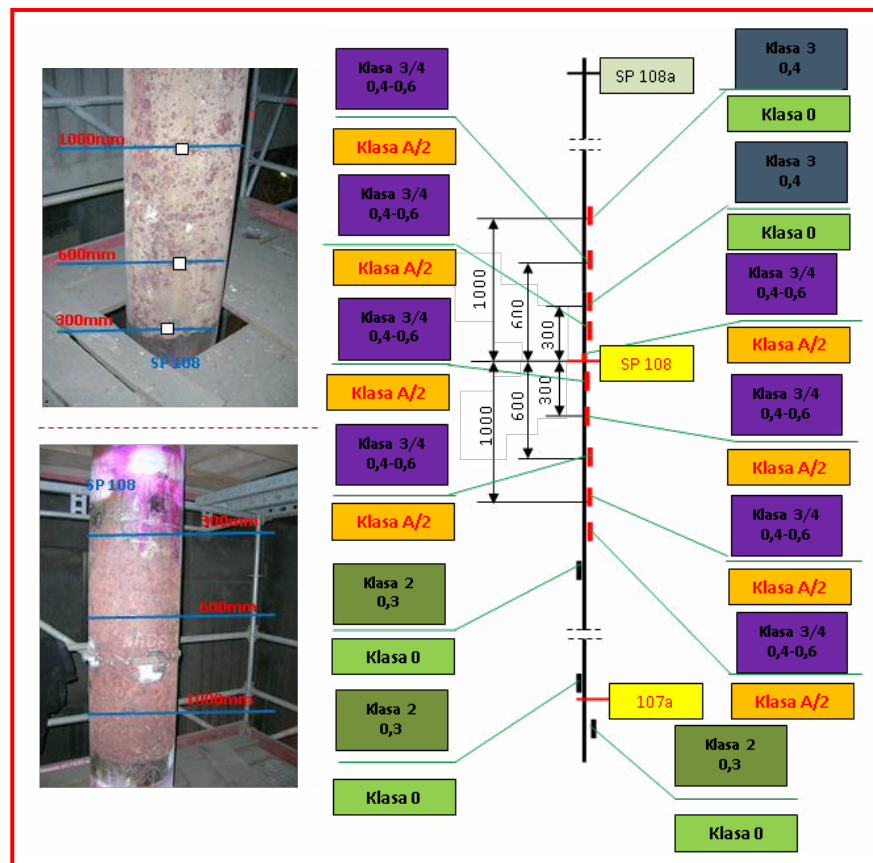 1000mm
600mm
300mm
SP 108
SP 108
300mm
600mm
1000mm
Klasa 3/4
0,4-0,6
Klasa A/2
Klasa 3/4
0,4-0,6
Klasa A/2
Klasa 3/4
0,4-0,6
Klasa A/2
Klasa 3/4
0,4-0,6
Klasa A/2
Klasa 2
0,3
Klasa 0
Klasa 2
0,3
Klasa 0
1000
600
300
300
600
1000
SP 108a
SP 108
107a
Klasa 3
0,4
Klasa 0
Klasa 3
0,4
Klasa 0
Klasa 3/4
0,4-0,6
Klasa A/2
Klasa 3/4
0,4-0,6
Klasa A/2
Klasa 3/4
0,4-0,6
Klasa A/2
Klasa 3/4
0,4-0,6
Klasa A/2
Klasa 2
0,3
Klasa 0